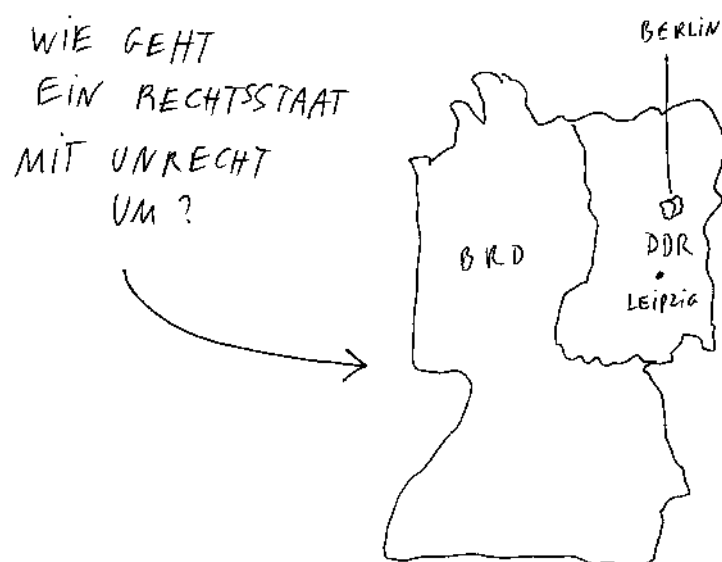 WIE GEHT
EIN RECHTSSTAAT
MIT UNRECHT
UM?
BERLIN
BRD
DDR
LEIPZIG